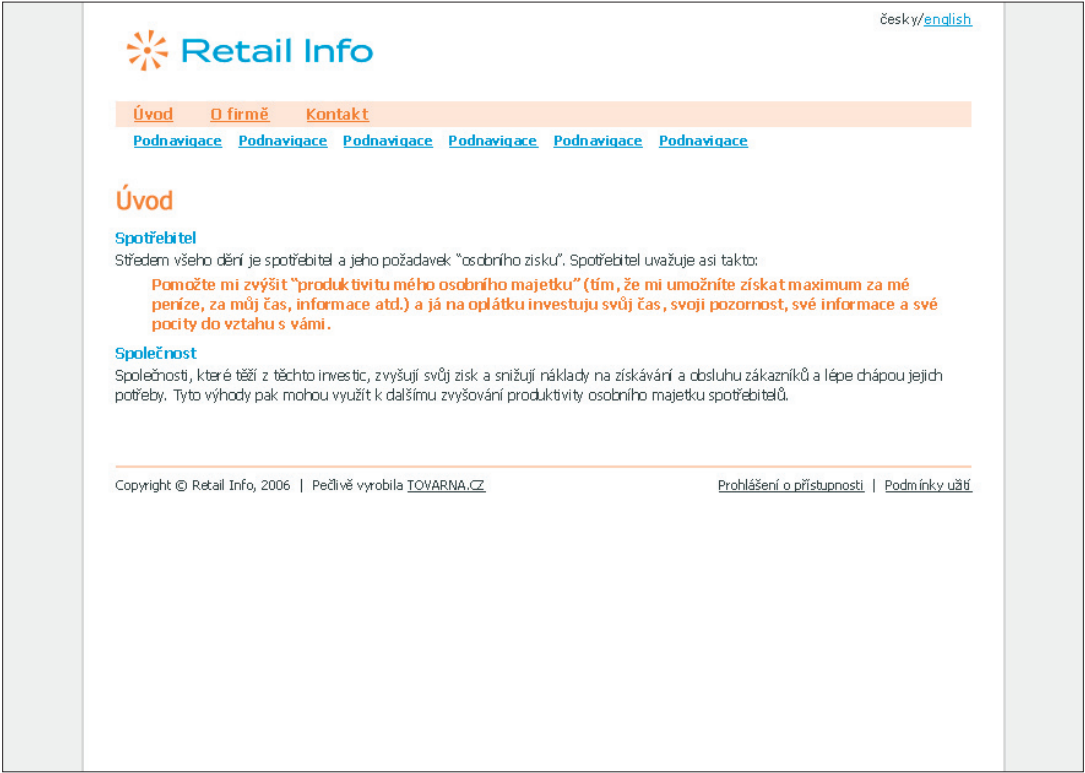 česky/english
Retail Info
Úvod O firmě Kontakt
Podnavigace Podnavigace Podnavigace Podnavigace Podnavigace Podnavigace
Úvod
Spotřebitel
Středem všeho dění je spotřebitel a jeho požadavek “osobního zisku”. Spotřebitel uvažuje asi takto:
Pomožte mi zvýšit “produktivitu mého osobního majetku” (tím, že mi umožníte získat maximum za mé
peníze, za můj čas, informace atd.) a já na oplátku investuju svůj čas, svoji pozornost, své informace a své
pocity do vztahu s vámi.
Společnost
Společnosti, které těží z těchto investic, zvyšují svůj zisk a snižují náklady na získávání a obsluhu zákazníků a lépe chápou jejich
potřeby. Tyto výhody pak mohou využít k dalšímu zvyšování produktivity osobního majetku spotřebitelů.
Copyright © Retail Info, 2006 | Pečlivě vyrobila TOVARNA.CZ Prohlášení o přístupnosti | Podmínky užití